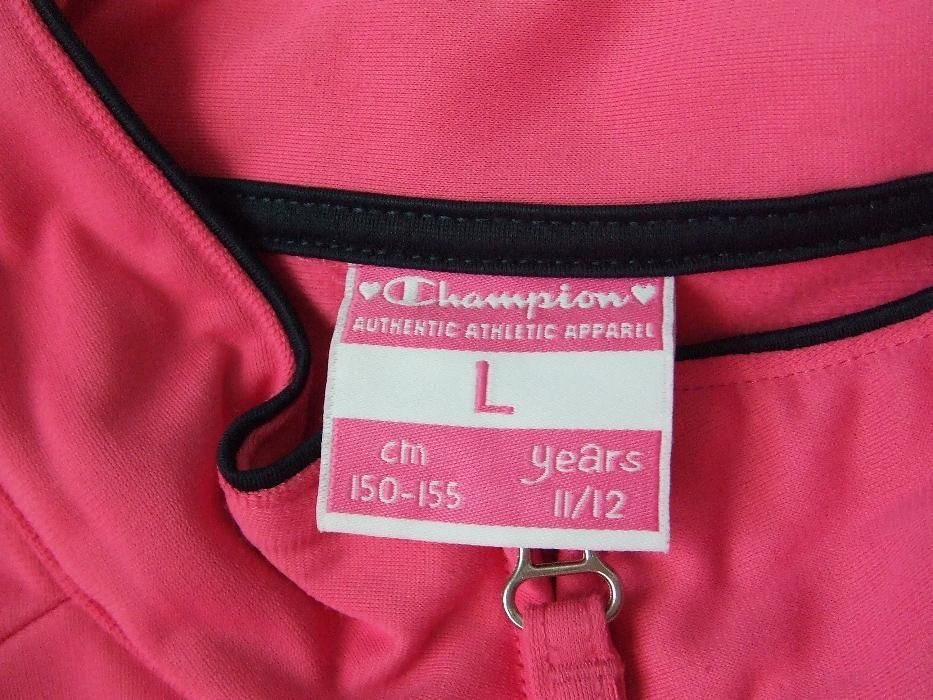 ♥Champion♥
AUTHENTIC ATHLETIC APPAREL
L
cm years
150-155 11/12